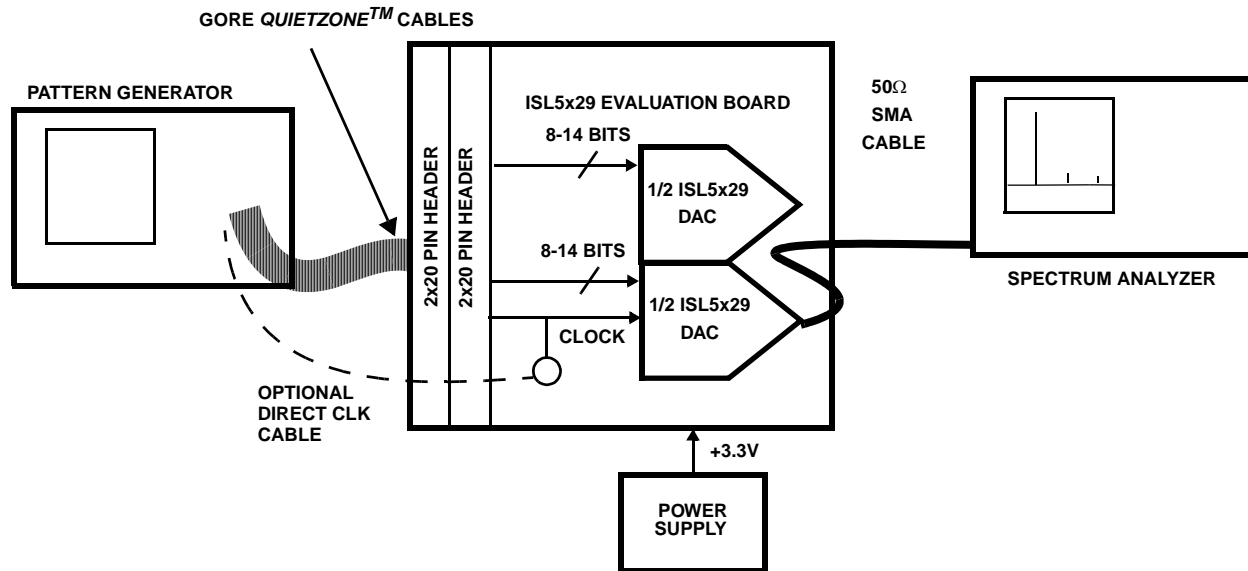 GORE QUIETZONE™ CABLES
PATTERN GENERATOR
2x20 PIN HEADER
2x20 PIN HEADER
ISL5x29 EVALUATION BOARD
8-14 BITS
1/2 ISL5x29
DAC
8-14 BITS
1/2 ISL5x29
DAC
CLOCK
OPTIONAL
DIRECT CLK
CABLE
50Ω
SMA
CABLE
SPECTRUM ANALYZER
+3.3V
POWER
SUPPLY